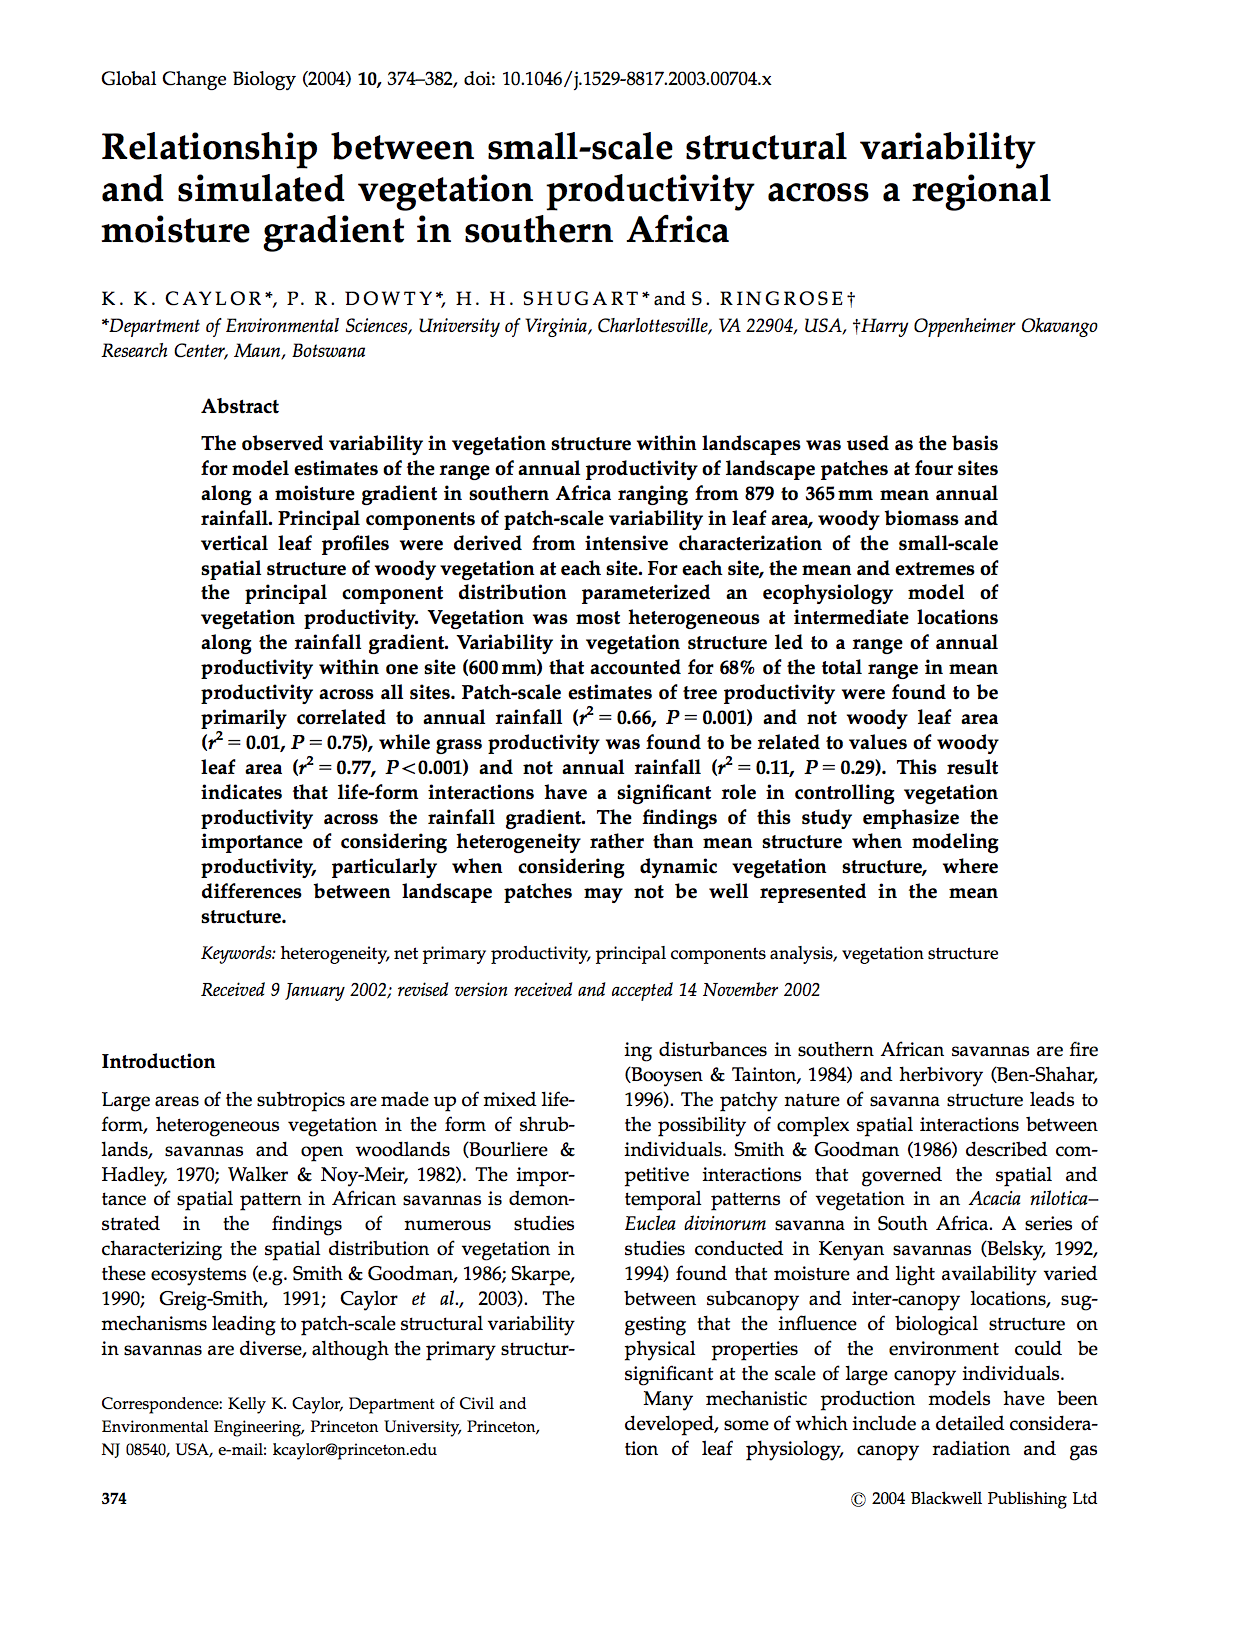 Global Change Biology (2004) 10, 374–382, doi: 10.1046/j.1529-8817.2003.00704.x
Relationship between small-scale structural variability
and simulated vegetation productivity across a regional
moisture gradient in southern Africa
K. K. CAYLOR*, P. R. DOWTY*, H. H. SHUGART* and S. RINGROSE†
*Department of Environmental Sciences, University of Virginia, Charlottesville, VA 22904, USA, †Harry Oppenheimer Okavango
Research Center, Maun, Botswana
Abstract
The observed variability in vegetation structure within landscapes was used as the basis
for model estimates of the range of annual productivity of landscape patches at four sites
along a moisture gradient in southern Africa ranging from 879 to 365 mm mean annual
rainfall. Principal components of patch-scale variability in leaf area, woody biomass and
vertical leaf profiles were derived from intensive characterization of the small-scale
spatial structure of woody vegetation at each site. For each site, the mean and extremes of
the principal component distribution parameterized an ecophysiology model of
vegetation productivity. Vegetation was most heterogeneous at intermediate locations
along the rainfall gradient. Variability in vegetation structure led to a range of annual
productivity within one site (600 mm) that accounted for 68% of the total range in mean
productivity across all sites. Patch-scale estimates of tree productivity were found to be
primarily correlated to annual rainfall (r² = 0.66, P = 0.001) and not woody leaf area
(r² = 0.01, P = 0.75), while grass productivity was found to be related to values of woody
leaf area (r² = 0.77, P<0.001) and not annual rainfall (r² = 0.11, P = 0.29). This result
indicates that life-form interactions have a significant role in controlling vegetation
productivity across the rainfall gradient. The findings of this study emphasize the
importance of considering heterogeneity rather than mean structure when modeling
productivity, particularly when considering dynamic vegetation structure, where
differences between landscape patches may not be well represented in the mean
structure.
Keywords: heterogeneity, net primary productivity, principal components analysis, vegetation structure
Received 9 January 2002; revised version received and accepted 14 November 2002
Introduction
Large areas of the subtropics are made up of mixed life-
form, heterogeneous vegetation in the form of shrub-
lands, savannas and open woodlands (Bourliere &
Hadley, 1970; Walker & Noy-Meir, 1982). The impor-
tance of spatial pattern in African savannas is demon-
strated in the findings of numerous studies
characterizing the spatial distribution of vegetation in
these ecosystems (e.g. Smith & Goodman, 1986; Skarpe,
1990; Greig-Smith, 1991; Caylor et al., 2003). The
mechanisms leading to patch-scale structural variability
in savannas are diverse, although the primary structur-
Correspondence: Kelly K. Caylor, Department of Civil and
Environmental Engineering, Princeton University, Princeton,
NJ 08540, USA, e-mail: kcaylor@princeton.edu
ing disturbances in southern African savannas are fire
(Booysen & Tainton, 1984) and herbivory (Ben-Shahar,
1996). The patchy nature of savanna structure leads to
the possibility of complex spatial interactions between
individuals. Smith & Goodman (1986) described com-
petitive interactions that governed the spatial and
temporal patterns of vegetation in an Acacia nilotica–
Euclea divinorum savanna in South Africa. A series of
studies conducted in Kenyan savannas (Belsky, 1992,
1994) found that moisture and light availability varied
between subcanopy and inter-canopy locations, sug-
gesting that the influence of biological structure on
physical properties of the environment could be
significant at the scale of large canopy individuals.
Many mechanistic production models have been
developed, some of which include a detailed considera-
tion of leaf physiology, canopy radiation and gas
374
© 2004 Blackwell Publishing Ltd